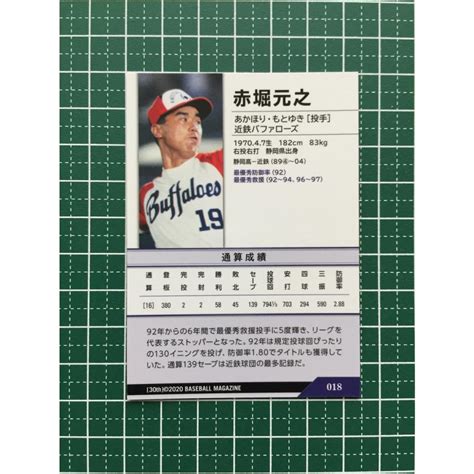 赤堀元之
あかほり・もとゆき [投手]
近鉄バファローズ
1970.4.7生 182cm 83kg
右投右打 静岡県出身
静岡高－近鉄(89④～04)
最優秀防御率(92)
最優秀救援(92～94、96～97)
Buffaloes
19
通算成績
通算 登板 完投 完封 勝利 敗北 セーブ 投球回 安打 四球 三振 防御率
[16] 380 2 2 58 45 139 794⅓ 703 294 590 2.88
92年からの6年間で最優秀救援投手に5度輝き、リーグを
代表するストッパーとなった。92年は規定投球回ぴったり
の130イニングを投げ、防御率1.80でタイトルも獲得して
いた。通算139セーブは近鉄球団の最多記録だ。
(30th)©2020 BASEBALL MAGAZINE
018